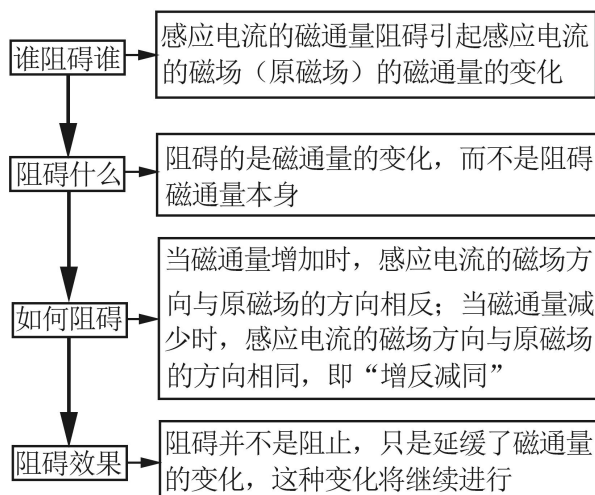 谁阻碍谁
感应电流的磁通量阻碍引起感应电流
的磁场（原磁场）的磁通量的变化
阻碍什么
阻碍的是磁通量的变化，而不是阻碍
磁通量本身
如何阻碍
当磁通量增加时，感应电流的磁场方
向与原磁场的方向相反；当磁通量减
少时，感应电流的磁场方向与原磁场
的方向相同，即“增反减同”
阻碍效果
阻碍并不是阻止，只是延缓了磁通量
的变化，这种变化将继续进行